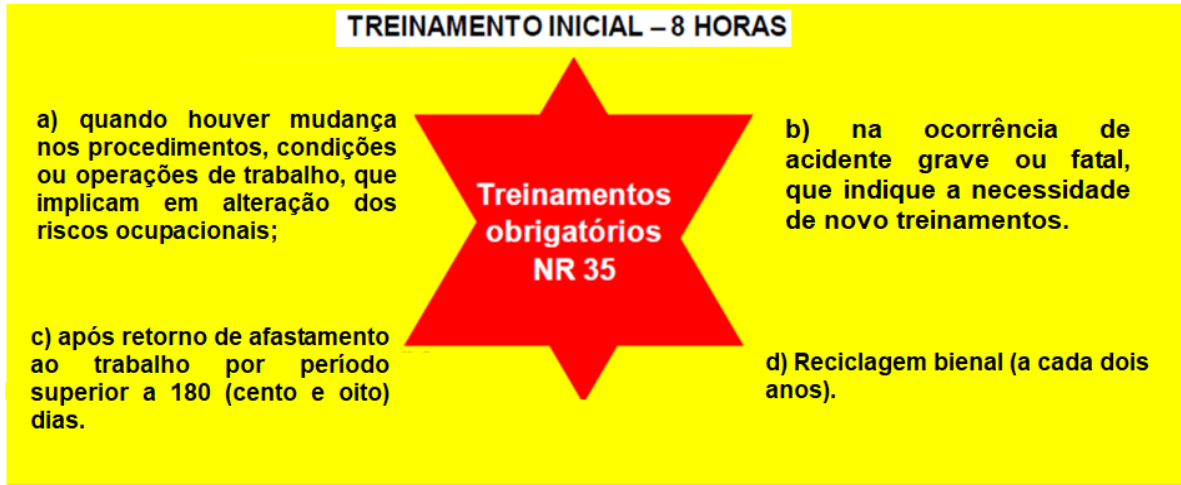 TREINAMENTO INICIAL – 8 HORAS
a) quando houver mudança
nos procedimentos, condições
ou operações de trabalho, que
implicam em alteração dos
riscos ocupacionais;
b) na ocorrência de
acidente grave ou fatal,
que indique a necessidade
de novo treinamentos.
Treinamentos
obrigatórios
NR 35
c) após retorno de afastamento
ao trabalho por período
superior a 180 (cento e oito)
dias.
d) Reciclagem bienal (a cada dois
anos).